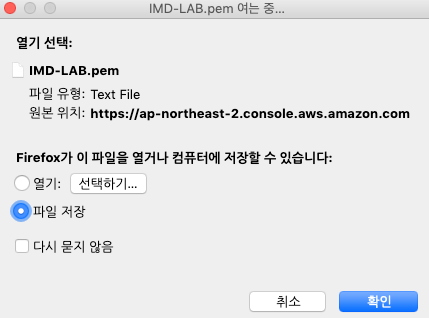 IMD-LAB.pem 여는 중...
열기 선택:
IMD-LAB.pem
파일 유형: Text File
원본 위치: https://ap-northeast-2.console.aws.amazon.com
Firefox가 이 파일을 열거나 컴퓨터에 저장할 수 있습니다:
열기: 선택하기...
파일 저장
다시 묻지 않음
취소 확인